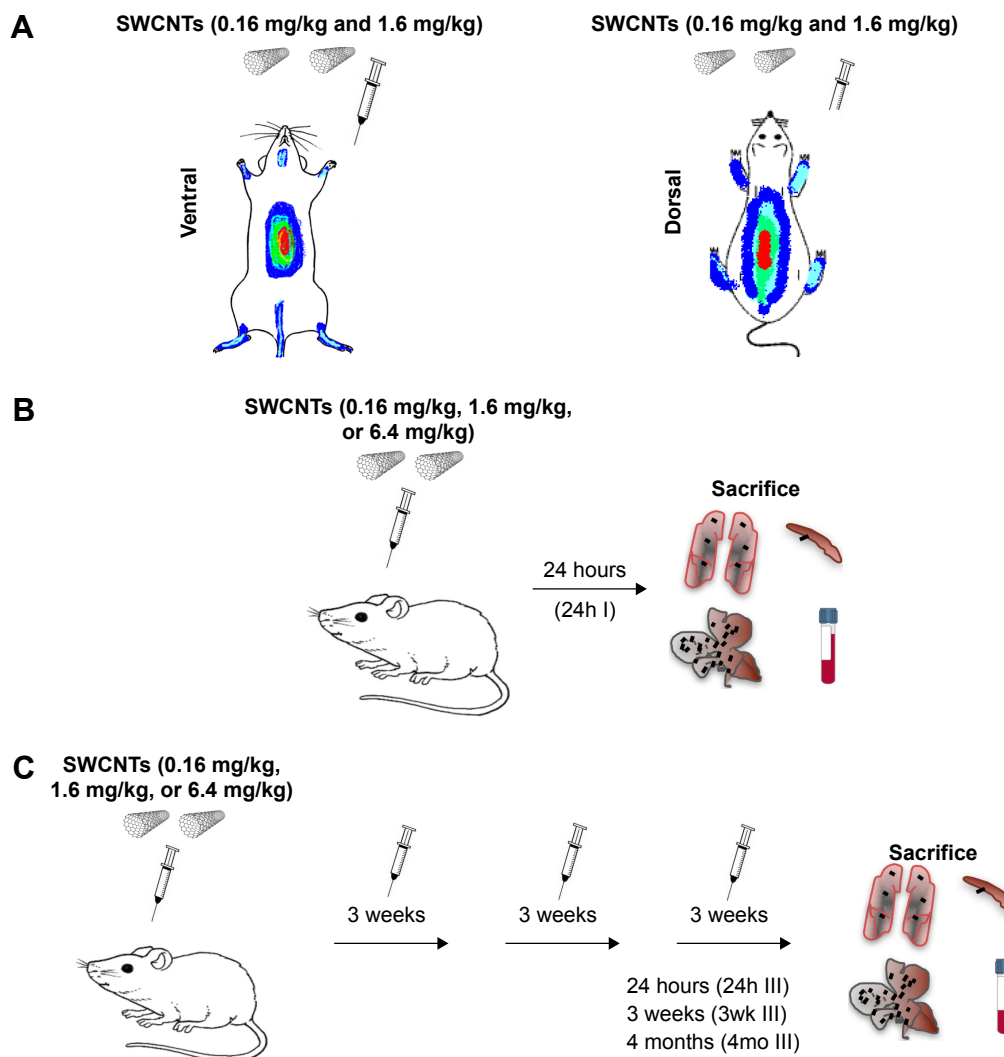 A
SWCNTs (0.16 mg/kg and 1.6 mg/kg)
Ventral
SWCNTs (0.16 mg/kg and 1.6 mg/kg)
Dorsal
B
SWCNTs (0.16 mg/kg, 1.6 mg/kg,
or 6.4 mg/kg)
24 hours
(24h I)
Sacrifice
C
SWCNTs (0.16 mg/kg,
1.6 mg/kg, or 6.4 mg/kg)
3 weeks
3 weeks
3 weeks
24 hours (24h III)
3 weeks (3wk III)
4 months (4mo III)
Sacrifice